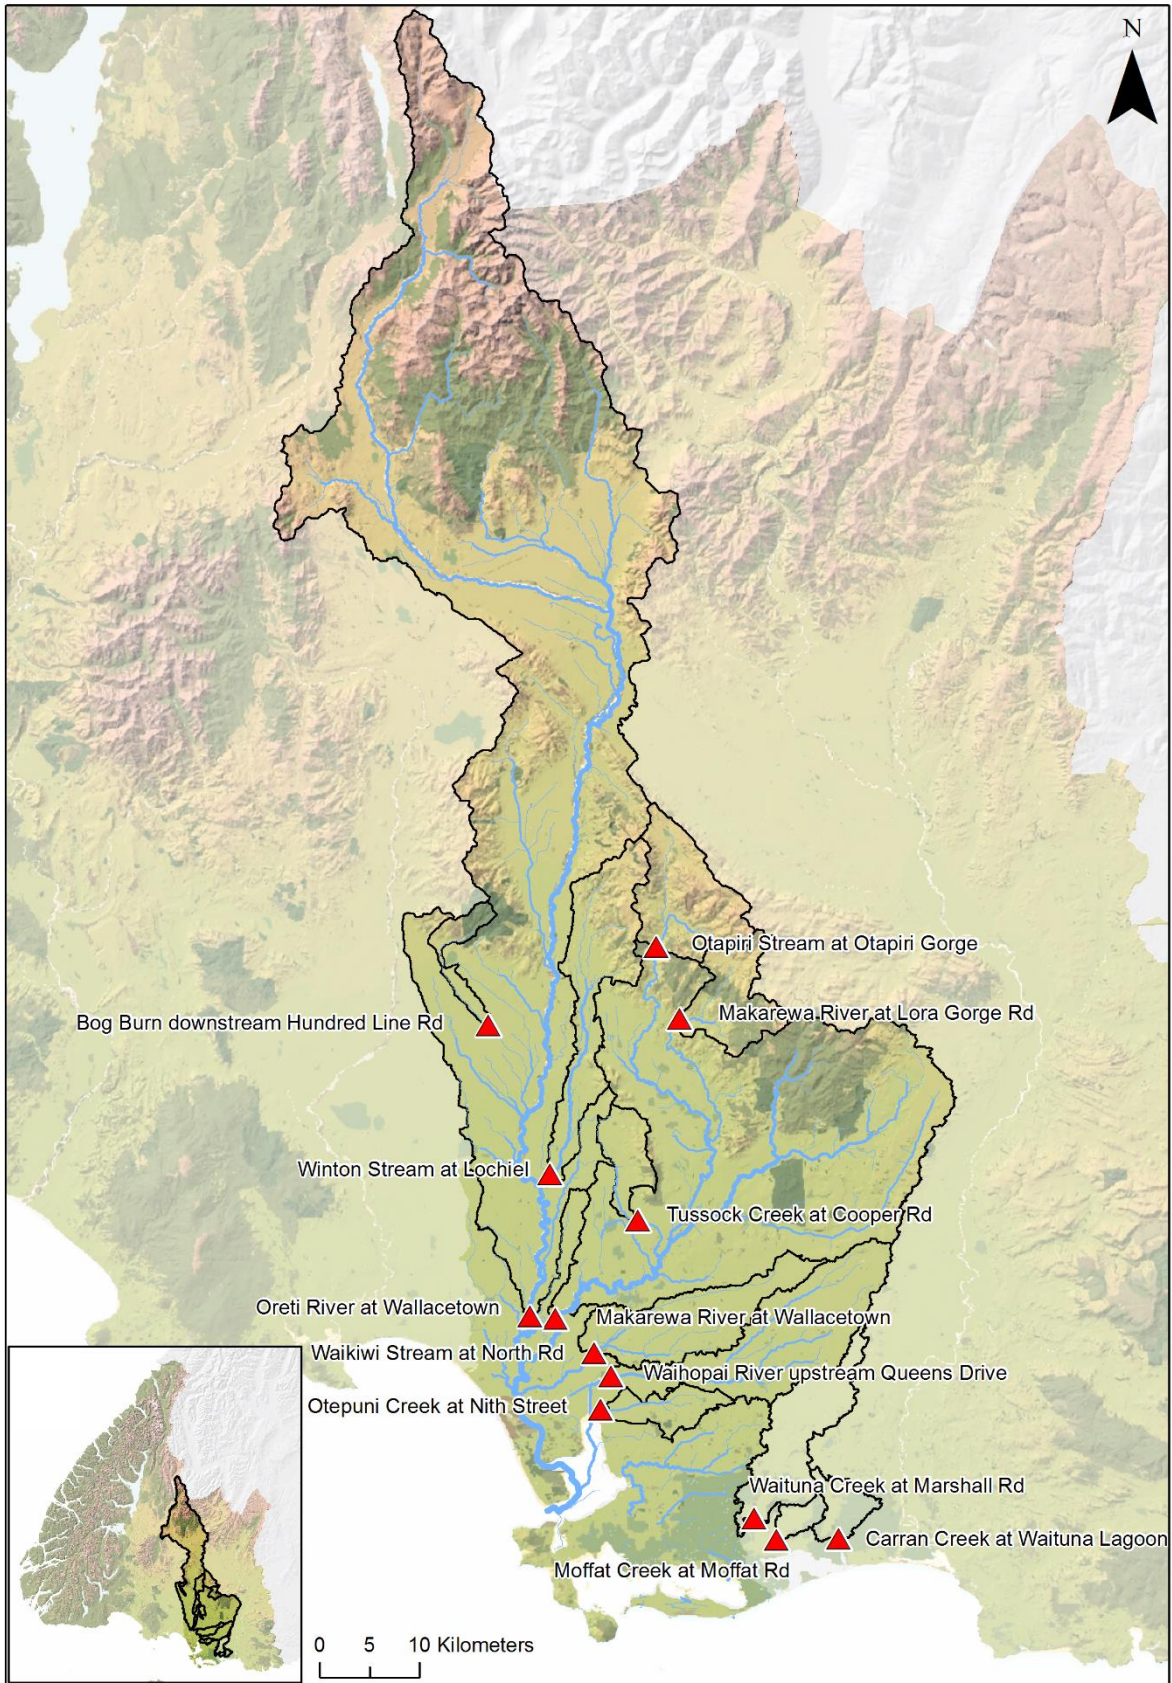 N
Otapiri Stream at Otapiri Gorge
Makarewa River at Lora Gorge Rd
Bog Burn downstream Hundred Line Rd
Winton Stream at Lochiel
Tussock Creek at Cooper Rd
Oreti River at Wallacetown
Makarewa River at Wallacetown
Waikiwi Stream at North Rd
Waihopai River upstream Queens Drive
Otepuni Creek at Nith Street
Waituna Creek at Marshall Rd
Carran Creek at Waituna Lagoon
Moffat Creek at Moffat Rd
0 5 10 Kilometers